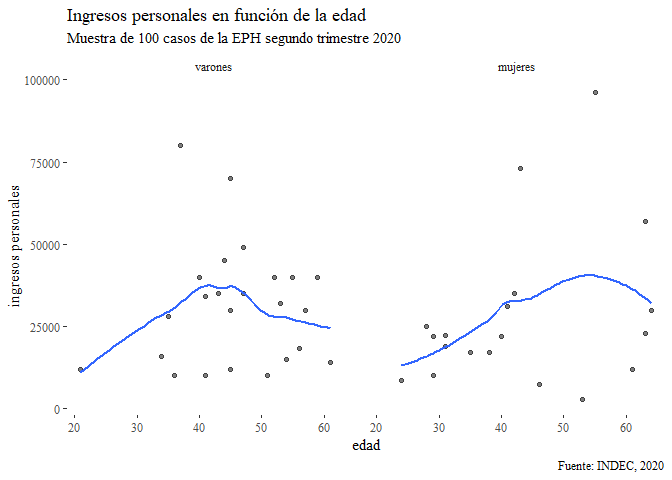 Ingresos personales en función de la edad
Muestra de 100 casos de la EPH segundo trimestre 2020
varones
mujeres
100000
75000
50000
25000
0
ingresos personales
20 30 40 50 60
20 30 40 50 60
edad
Fuente: INDEC, 2020